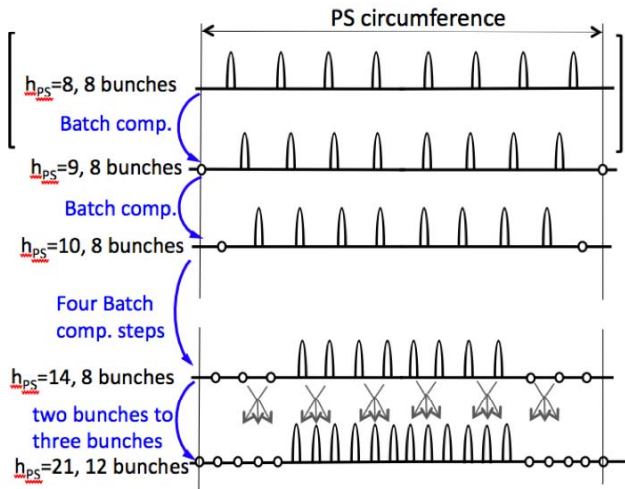 PS circumference
hPS=8, 8 bunches
Batch comp.
hPS=9, 8 bunches
Batch comp.
hPS=10, 8 bunches
Four Batch
comp. steps
hPS=14, 8 bunches
two bunches to
three bunches
hPS=21, 12 bunches